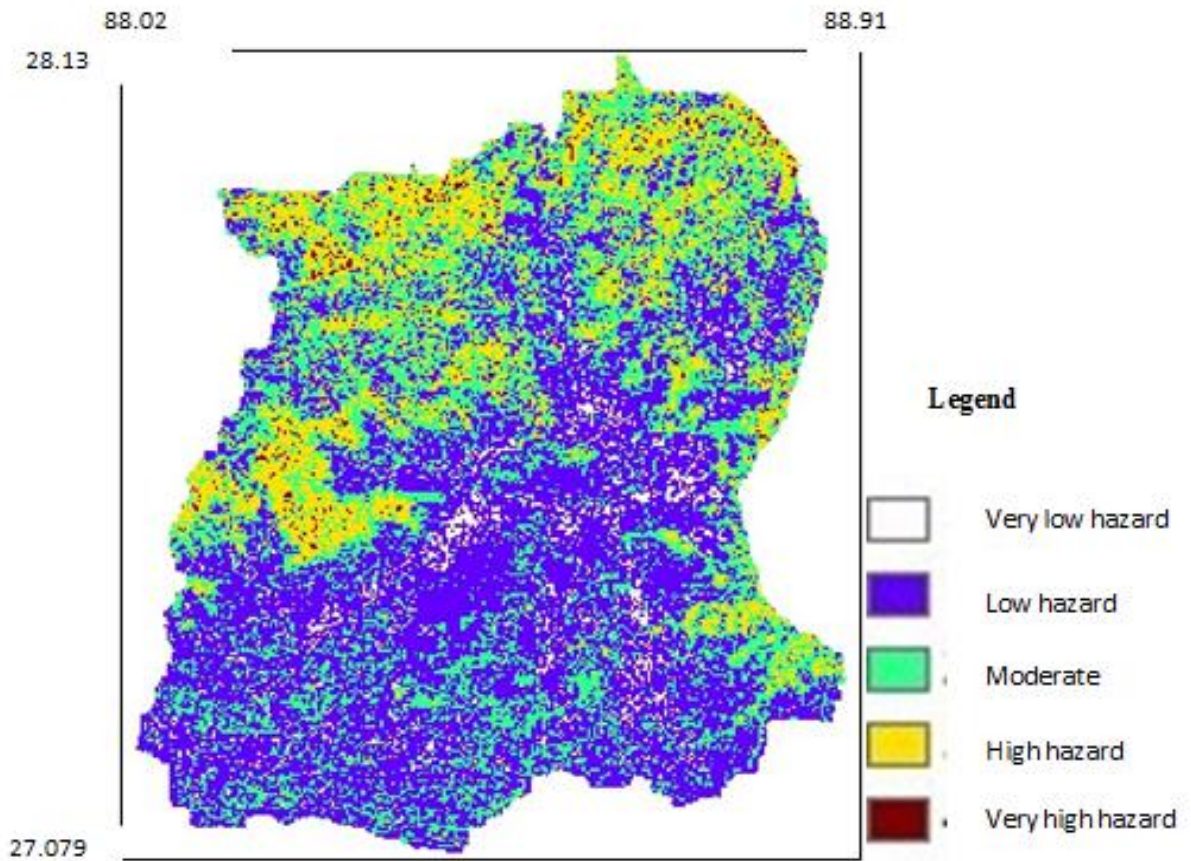 88.02
88.91
28.13
Legend
Very low hazard
Low hazard
Moderate
High hazard
Very high hazard
27.079